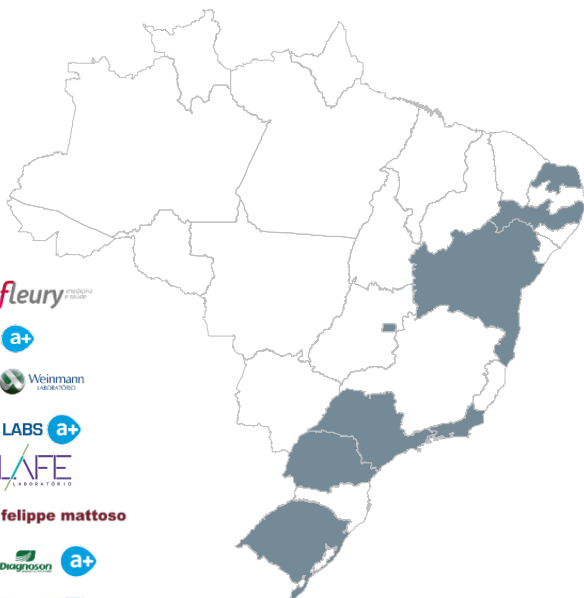 fleury medicina
e saúde
a+
Weinmann
LABORATÓRIO
LABS a+
LAFE
LABORATÓRIO
felippe mattoso
Diagnoson a+